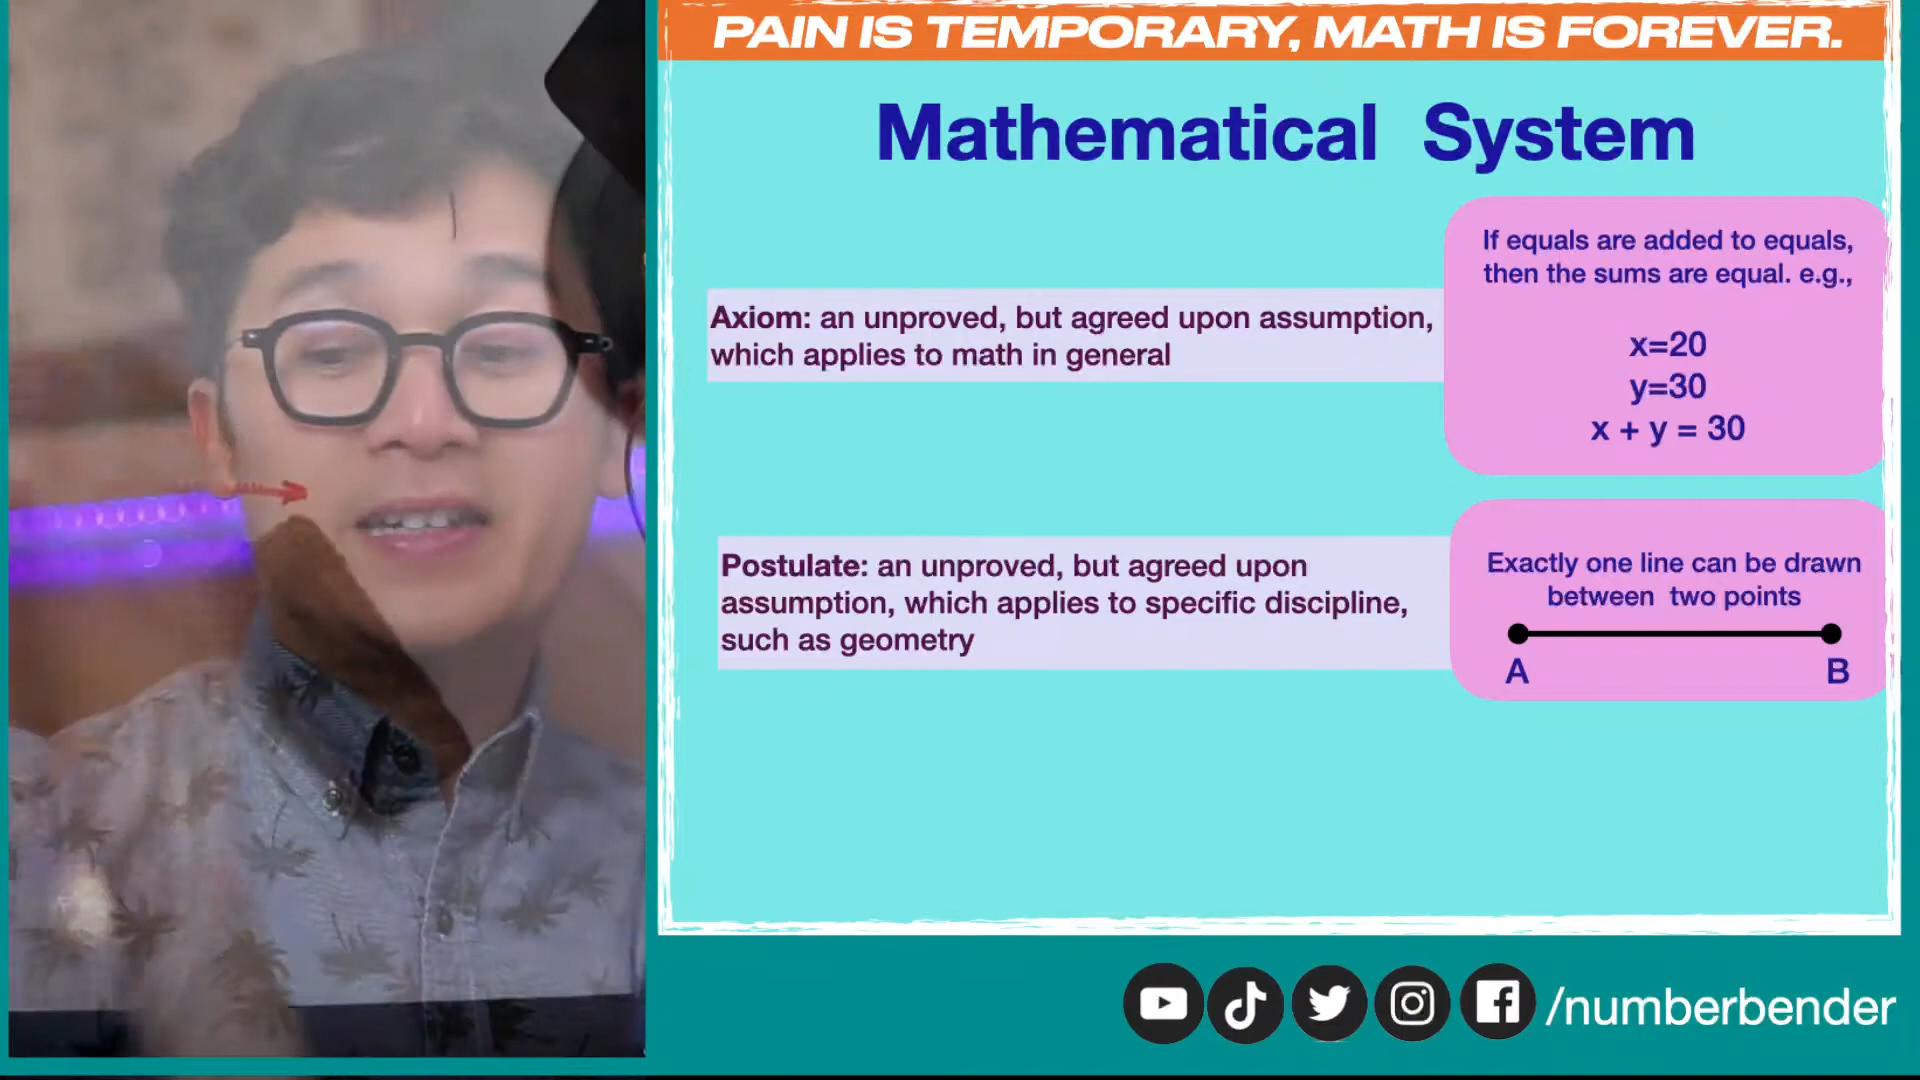 PAIN IS TEMPORARY, MATH IS FOREVER.
Mathematical System
If equals are added to equals,
then the sums are equal. e.g.,
x=20
y=30
x + y = 30
Axiom: an unproved, but agreed upon assumption,
which applies to math in general
Postulate: an unproved, but agreed upon
assumption, which applies to specific discipline,
such as geometry
Exactly one line can be drawn
between two points
A B
/numberbender